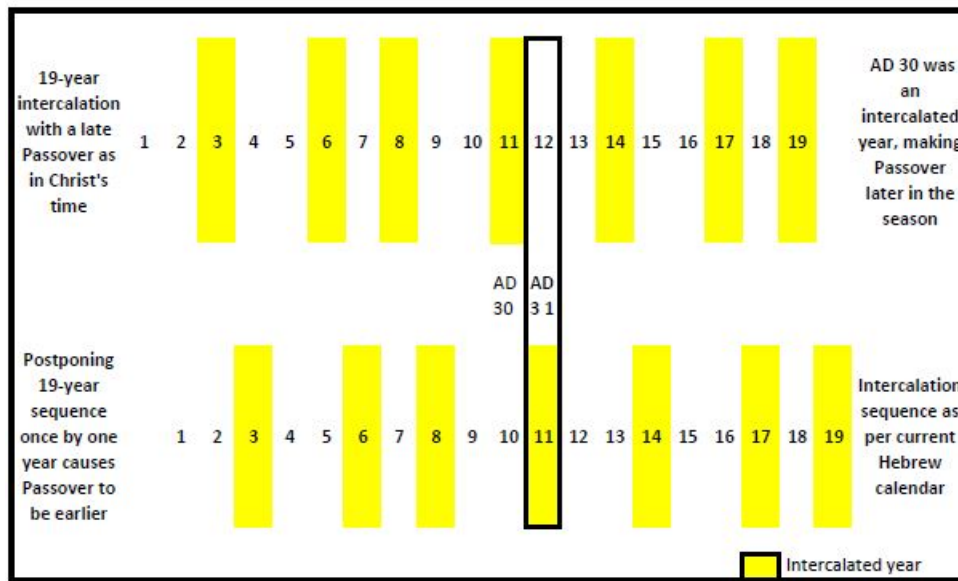 19-year
intercalation
with a late
Passover as
in Christ's
time
1 2 3 4 5 6 7 8 9 10 11 12 13 14 15 16 17 18 19
AD 30 was
an
intercalated
year, making
Passover
later in the
season
AD AD
30 3 1
Postponing
19-year
sequence
once by one
year causes
Passover to
be earlier
1 2 3 4 5 6 7 8 9 10 11 12 13 14 15 16 17 18 19
Intercalation
sequence as
per current
Hebrew
calendar
Intercalated year